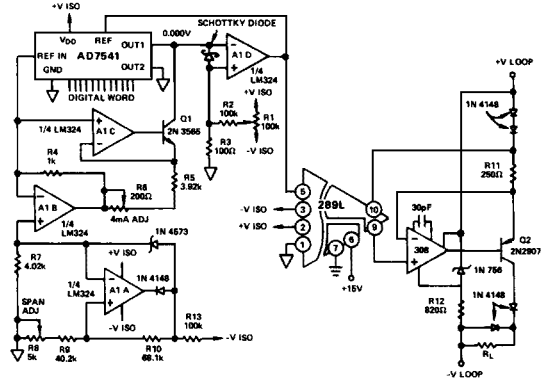 +V ISO
SCHOTTKY DIODE
0.000V
VDD
REF
OUT1
REF IN
AD7541
OUT2
GND
DIGITAL WORD
A1 D
1/4 LM324
+V ISO
R2
100k
R1
100k
R3
100Ω
-V ISO
Q1
2N 3565
1/4 LM324
A1 C
R4
1k
R5
3.92k
R6
200Ω
4mA ADJ
A1 B
1/4 LM324
R7
4.02k
1N 4573
+V ISO
1/4 LM324
1N 4148
A1 A
-V ISO
SPAN ADJ
R8
5k
R9
40.2k
R10
68.1k
R13
100k
-V ISO
289L
5
3
2
1
10
9
7
6
-V ISO
+V ISO
+15V
+V LOOP
1N 4148
R11
250Ω
30pF
308
Q2
2N2907
1N 756
R12
820Ω
1N 4148
RL
-V LOOP